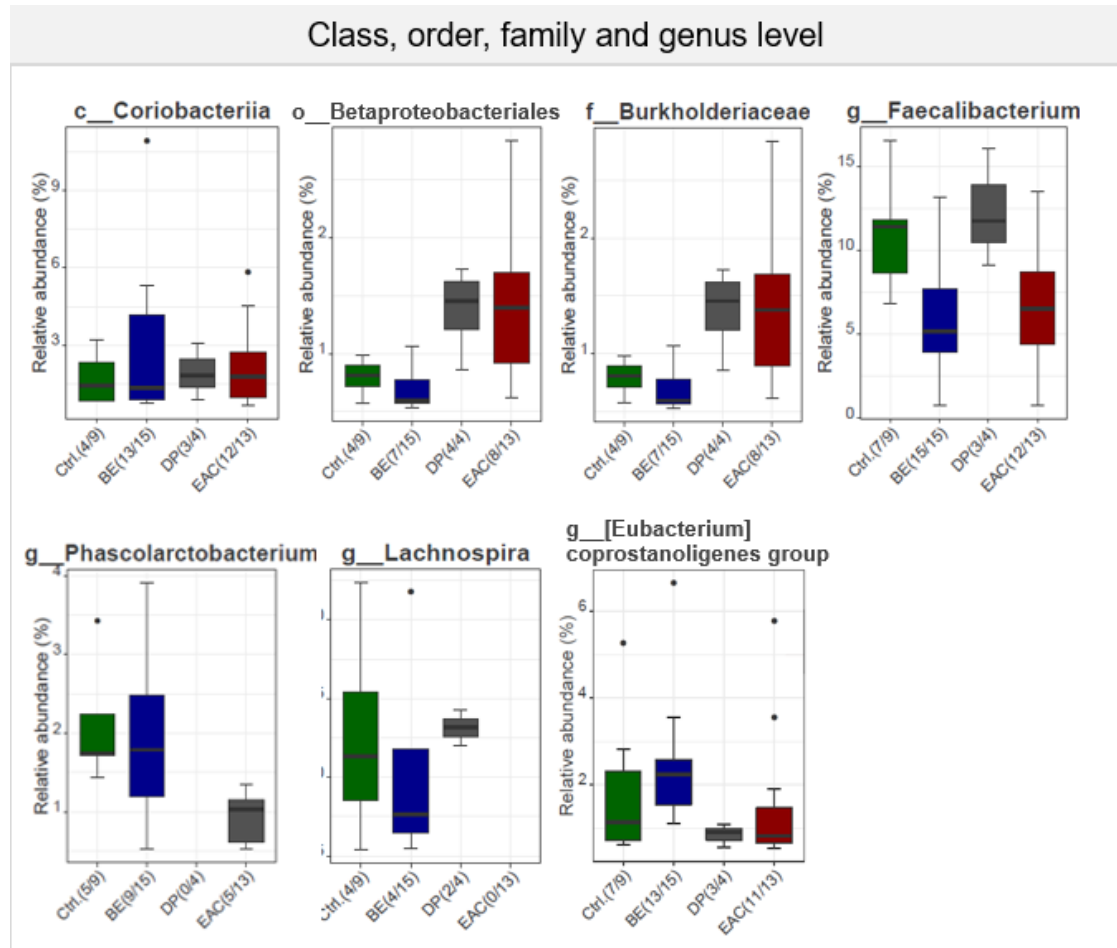 Class, order, family and genus level
c__Coriobacteriia
o__Betaproteobacteriales
f__Burkholderiaceae
g__Faecalibacterium
Relative abundance (%)
9
6
3
Ctrl.(4/9)
BE(13/15)
DP(3/4)
EAC(12/13)
Relative abundance (%)
2
1
Ctrl.(4/9)
BE(7/15)
DP(4/4)
EAC(8/13)
Relative abundance (%)
2
1
Ctrl.(4/9)
BE(7/15)
DP(4/4)
EAC(8/13)
Relative abundance (%)
15
10
5
0
Ctrl.(7/9)
BE(15/15)
DP(3/4)
EAC(12/13)
g__Phascolarctobacterium
g__Lachnospira
g__[Eubacterium]
coprostanoligenes group
Relative abundance (%)
4
3
2
1
Ctrl.(5/9)
BE(9/15)
DP(0/4)
EAC(5/13)
0
5
0
5
Ctrl.(4/9)
BE(4/15)
DP(2/4)
EAC(0/13)
Relative abundance (%)
6
4
2
Ctrl.(7/9)
BE(13/15)
DP(3/4)
EAC(11/13)